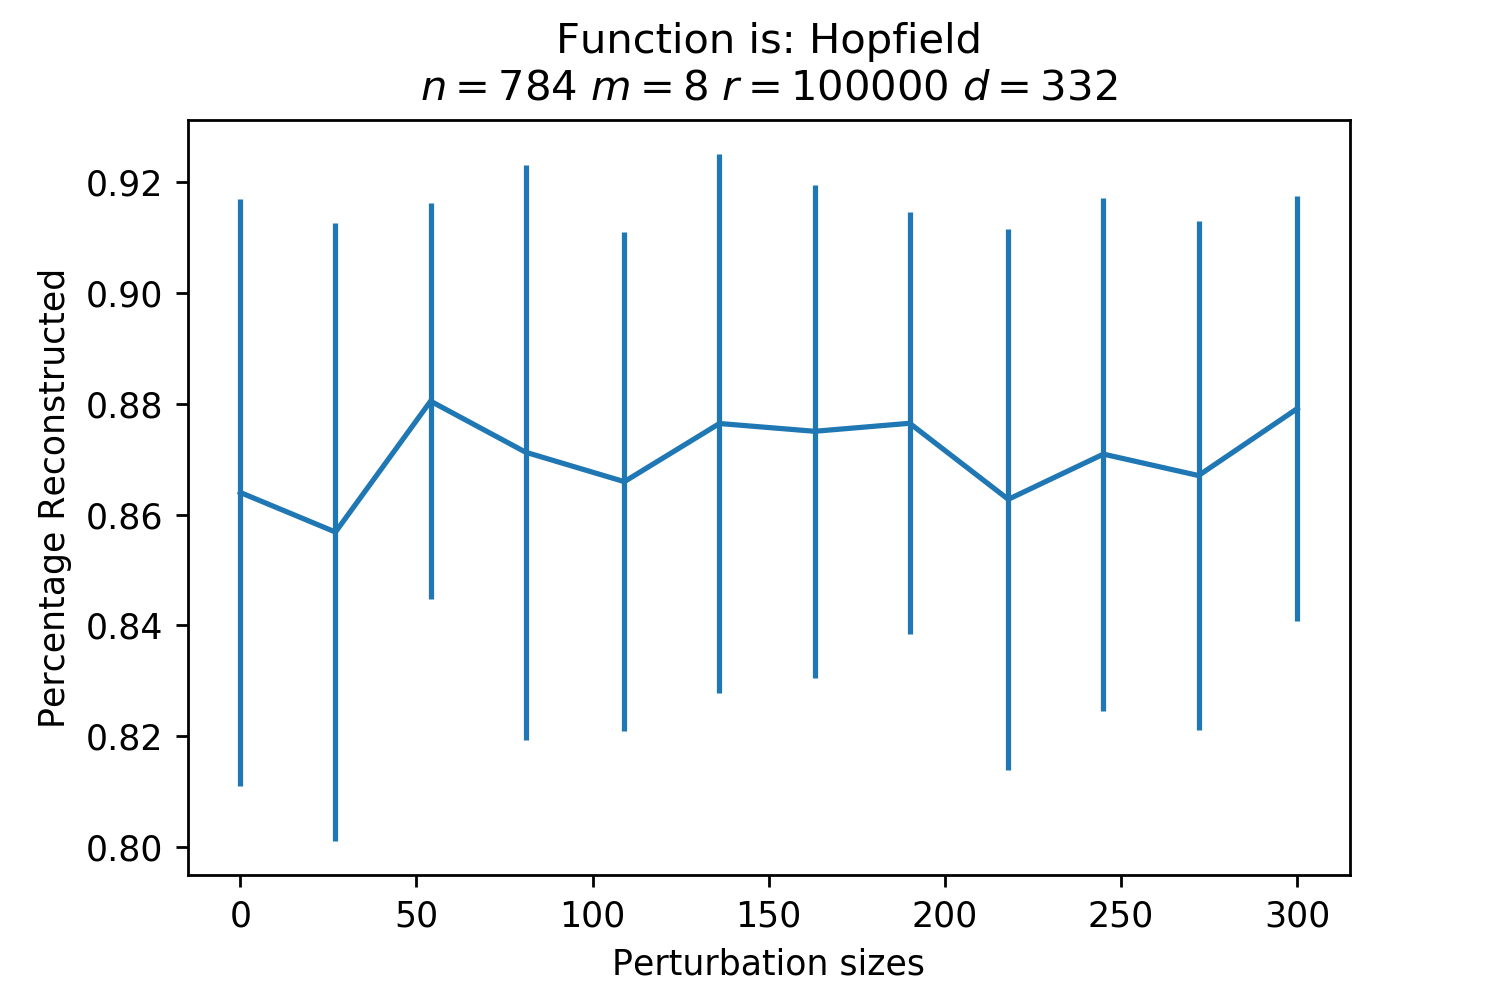 Function is: Hopfield
n = 784 m = 8 r = 100000 d = 332
Percentage Reconstructed
0.92
0.90
0.88
0.86
0.84
0.82
0.80
0 50 100 150 200 250 300
Perturbation sizes